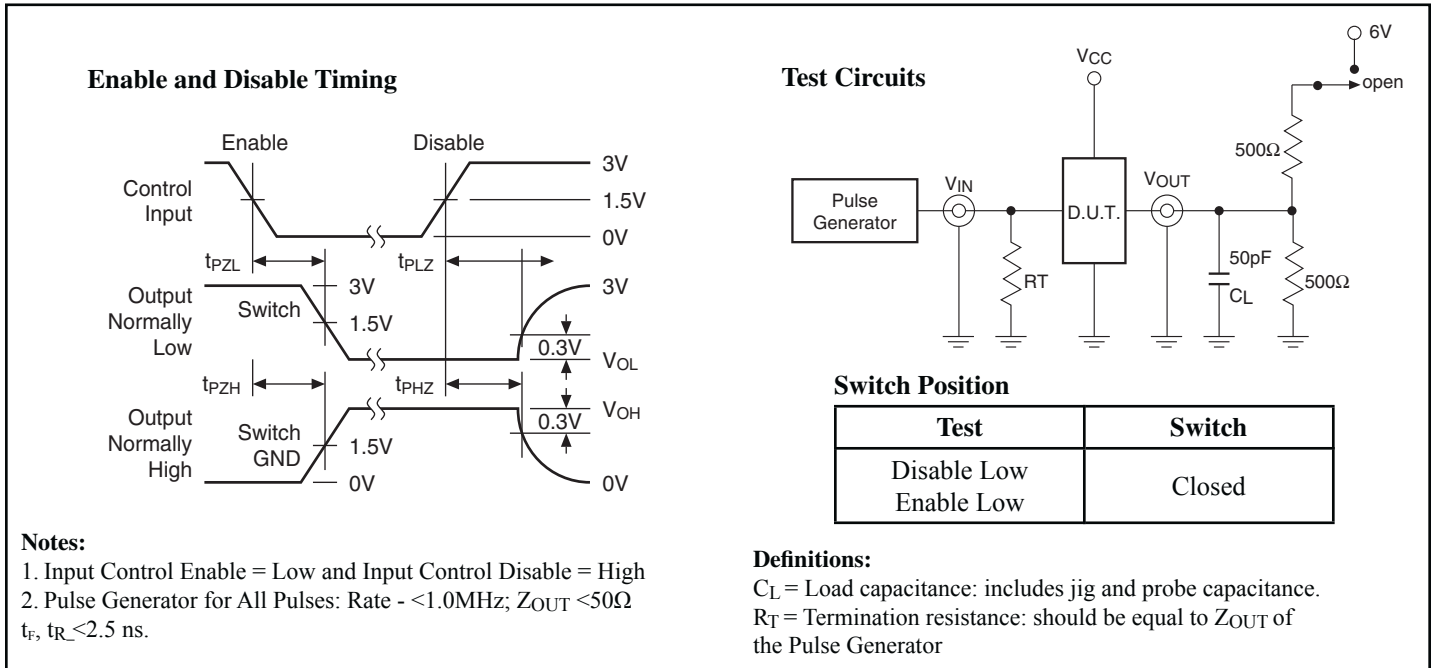 Enable and Disable Timing
Enable
Disable
Control
Input
3V
1.5V
0V
tPZL
tPLZ
Output
Normally
Low
Switch
3V
1.5V
3V
0.3V
VOL
tPZH
tPHZ
Output
Normally
High
Switch
GND
1.5V
0V
VOH
0.3V
0V
Notes:
1. Input Control Enable = Low and Input Control Disable = High
2. Pulse Generator for All Pulses: Rate - <1.0MHz; ZOUT <50Ω
tF, tR_<2.5 ns.
Test Circuits
6V
open
VCC
500Ω
Pulse
Generator
VIN
D.U.T.
VOUT
RT
50pF
CL
500Ω
Switch Position
Test
Switch
Disable Low
Enable Low
Closed
Definitions:
CL = Load capacitance: includes jig and probe capacitance.
RT = Termination resistance: should be equal to ZOUT of
the Pulse Generator